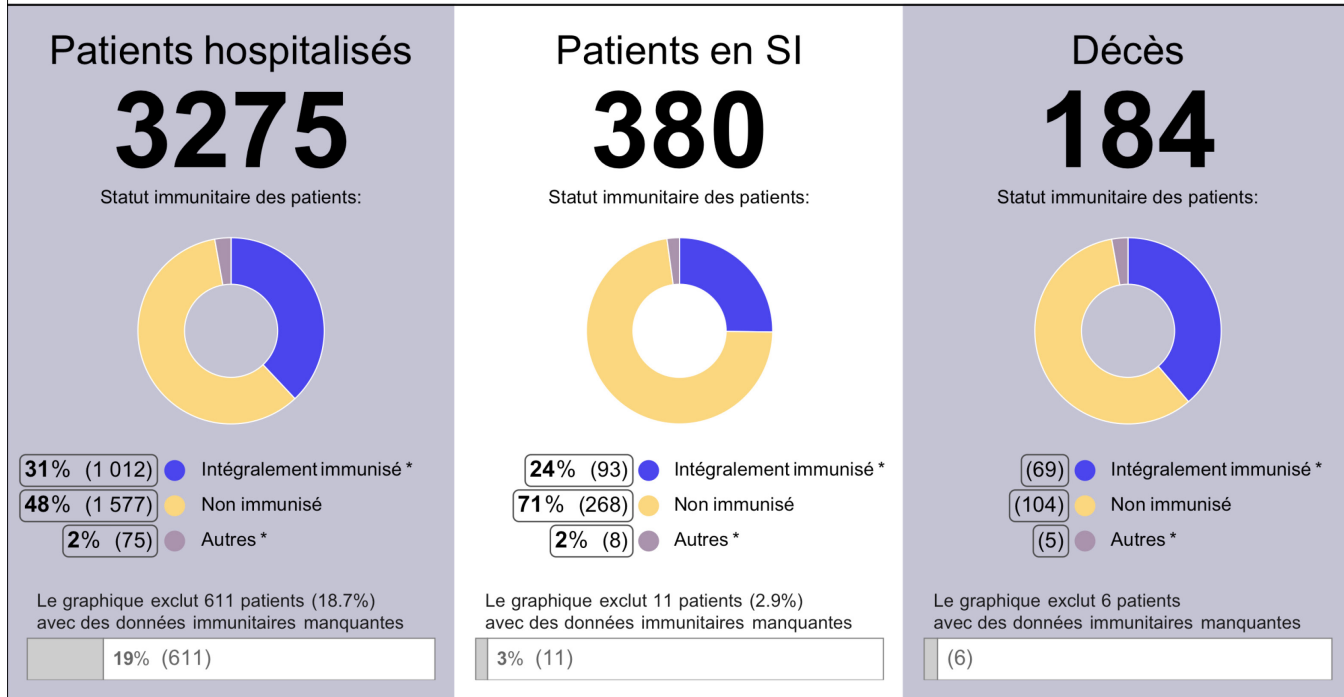 Patients hospitalisés
3275
Statut immunitaire des patients:
31% (1 012) Intégralement immunisé *
48% (1 577) Non immunisé
2% (75) Autres *
Le graphique exclut 611 patients (18.7%)
avec des données immunitaires manquantes
19% (611)
Patients en SI
380
Statut immunitaire des patients:
24% (93) Intégralement immunisé *
71% (268) Non immunisé
2% (8) Autres *
Le graphique exclut 11 patients (2.9%)
avec des données immunitaires manquantes
3% (11)
Décès
184
Statut immunitaire des patients:
(69) Intégralement immunisé *
(104) Non immunisé
(5) Autres *
Le graphique exclut 6 patients
avec des données immunitaires manquantes
(6)